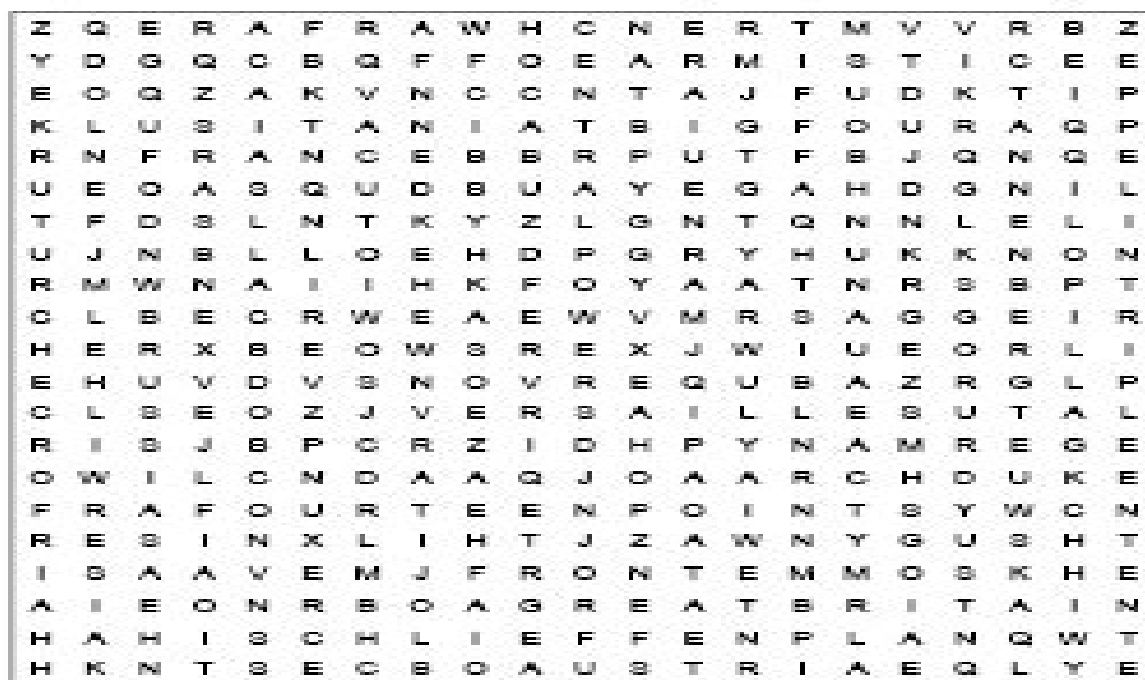 Z Q E R A F R A W H C N E R T M V V R B Z
Y D G Q C B Q F F O E A R M I S T I C E E
E O Q Z A K V N C C N T A J F U D K T I P
K L U S I T A N I A T B I G F O U R A Q P
R N F R A N C E B B R P U T F B J Q N Q E
U E O A S Q U D B U A Y E G A H D G N I L
T F D S L N T K Y Z L G N T Q N N L E L I
U J N B L L O E H D P G R Y H U K K N O N
R M W N A I I H K F O Y A A T N R S B P T
C L B E C R W E A E W V M R S A G G E I R
H E R X B E O W S R E X J W I U E O R L I
E H U V D V S N O V R E Q U B A Z R G L P
C L S E O Z J V E R S A I L L E S U T A L
R I S J B P C R Z I D H P Y N A M R E G E
O W I L C N D A A Q J O A A R C H D U K E
F R A F O U R T E E N P O I N T S Y W C N
R E S I N X L I H T J Z A W N Y G U S H T
I S A A V E M J F R O N T E M M O S K H E
A I E O N R B O A G R E A T B R I T A I N
H A H I S C H L I E F F E N P L A N Q W T
H K N T S E C B O A U S T R I A E Q L Y E